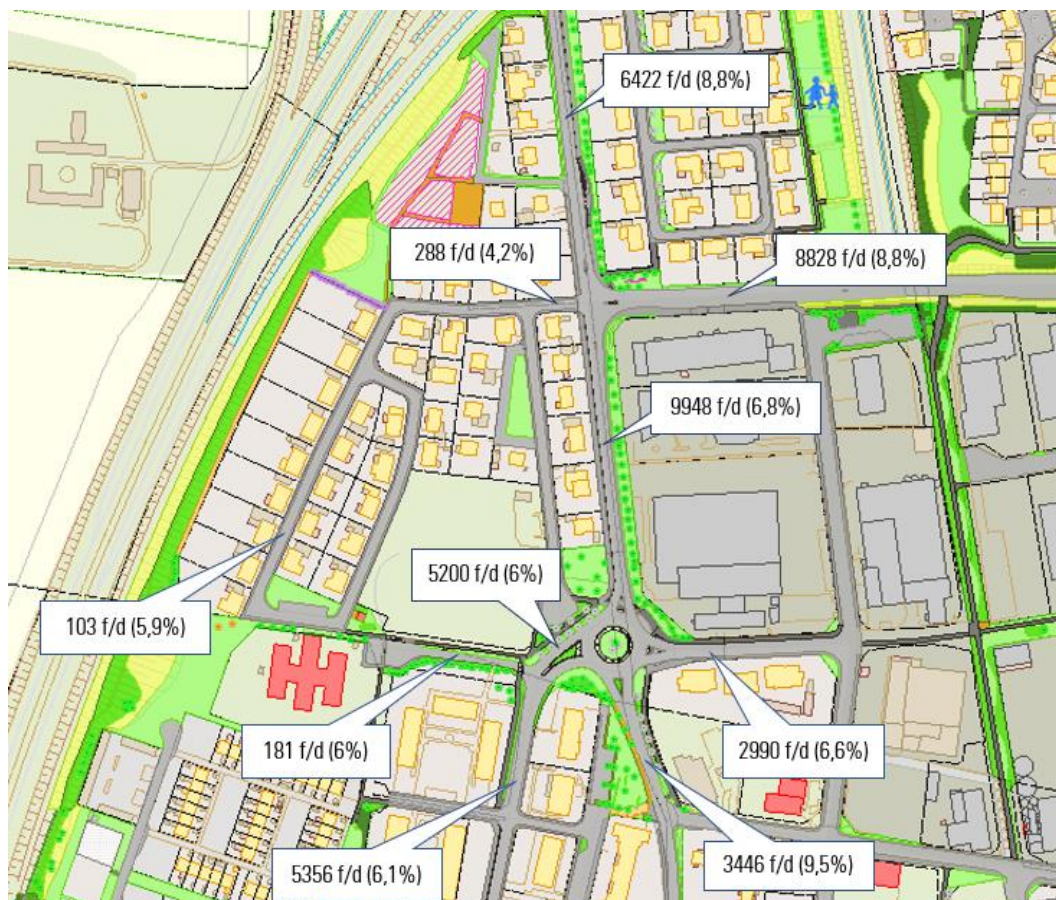 6422 f/d (8,8%)
288 f/d (4,2%)
8828 f/d (8,8%)
9948 f/d (6,8%)
5200 f/d (6%)
103 f/d (5,9%)
181 f/d (6%)
2990 f/d (6,6%)
5356 f/d (6,1%)
3446 f/d (9,5%)